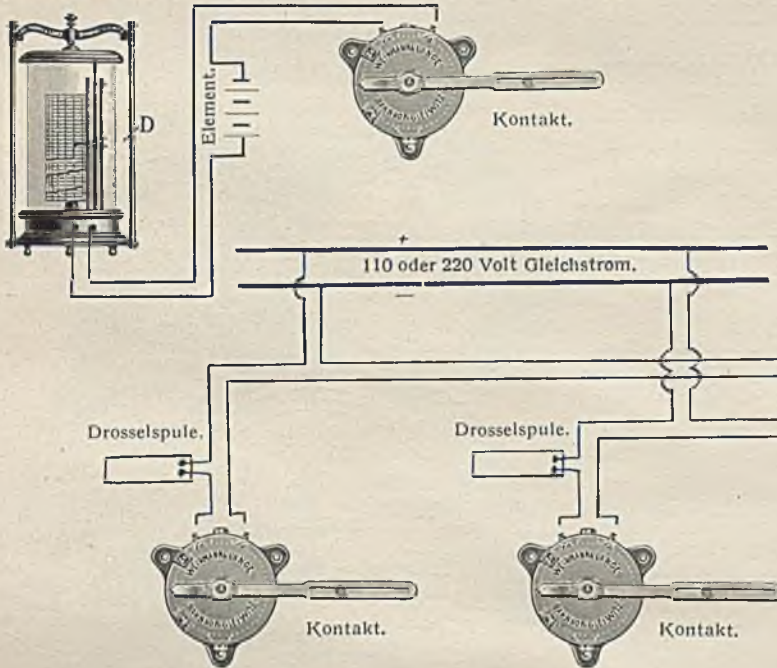 D
Element.
Kontakt.
+
110 oder 220 Volt Gleichstrom.
—
Drosselspule.
Drosselspule.
Kontakt.
Kontakt.